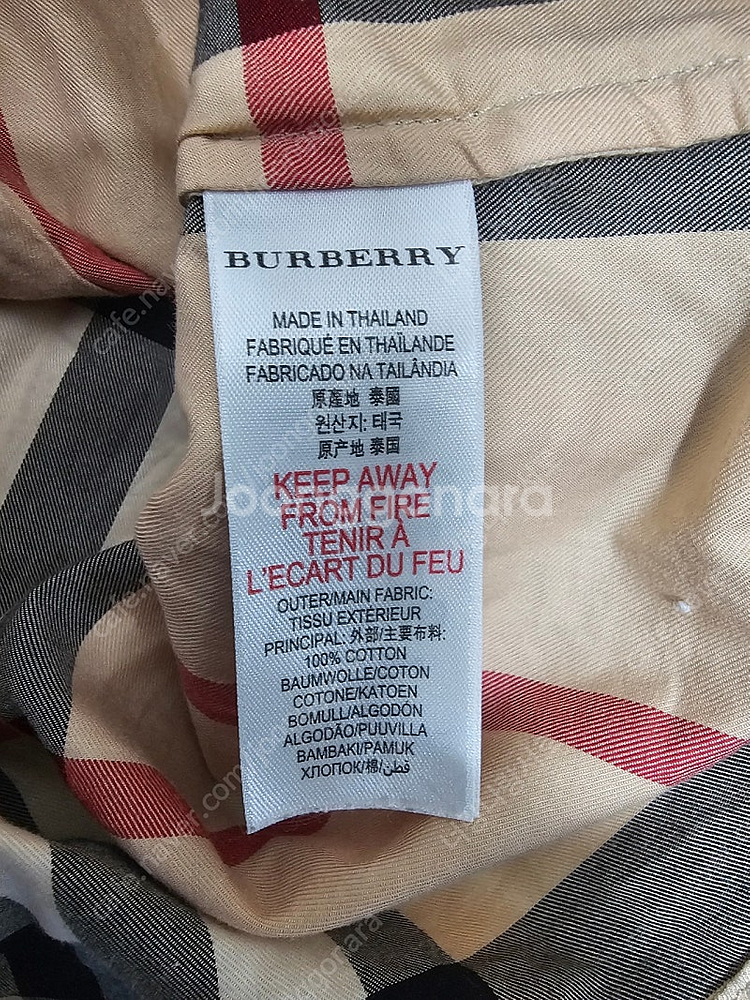 BURBERRY
MADE IN THAILAND
FABRIQUÉ EN THAÏLANDE
FABRICADO NA TAILÂNDIA
原產地 泰國
원산지: 태국
原产地 泰国
KEEP AWAY
FROM FIRE
TENIR À
L'ECART DU FEU
Joonggonara
OUTER/MAIN FABRIC:
TISSU EXTÉRIEUR
PRINCIPAL: 外部/主要布料:
100% COTTON
BAUMWOLLE/COTON
COTONE/KATOEN
BOMULL/ALGODÓN
ALGODÃO/PUUVILLA
BAMBAKI/PAMUK
ХЛОПОК/棉/قطن